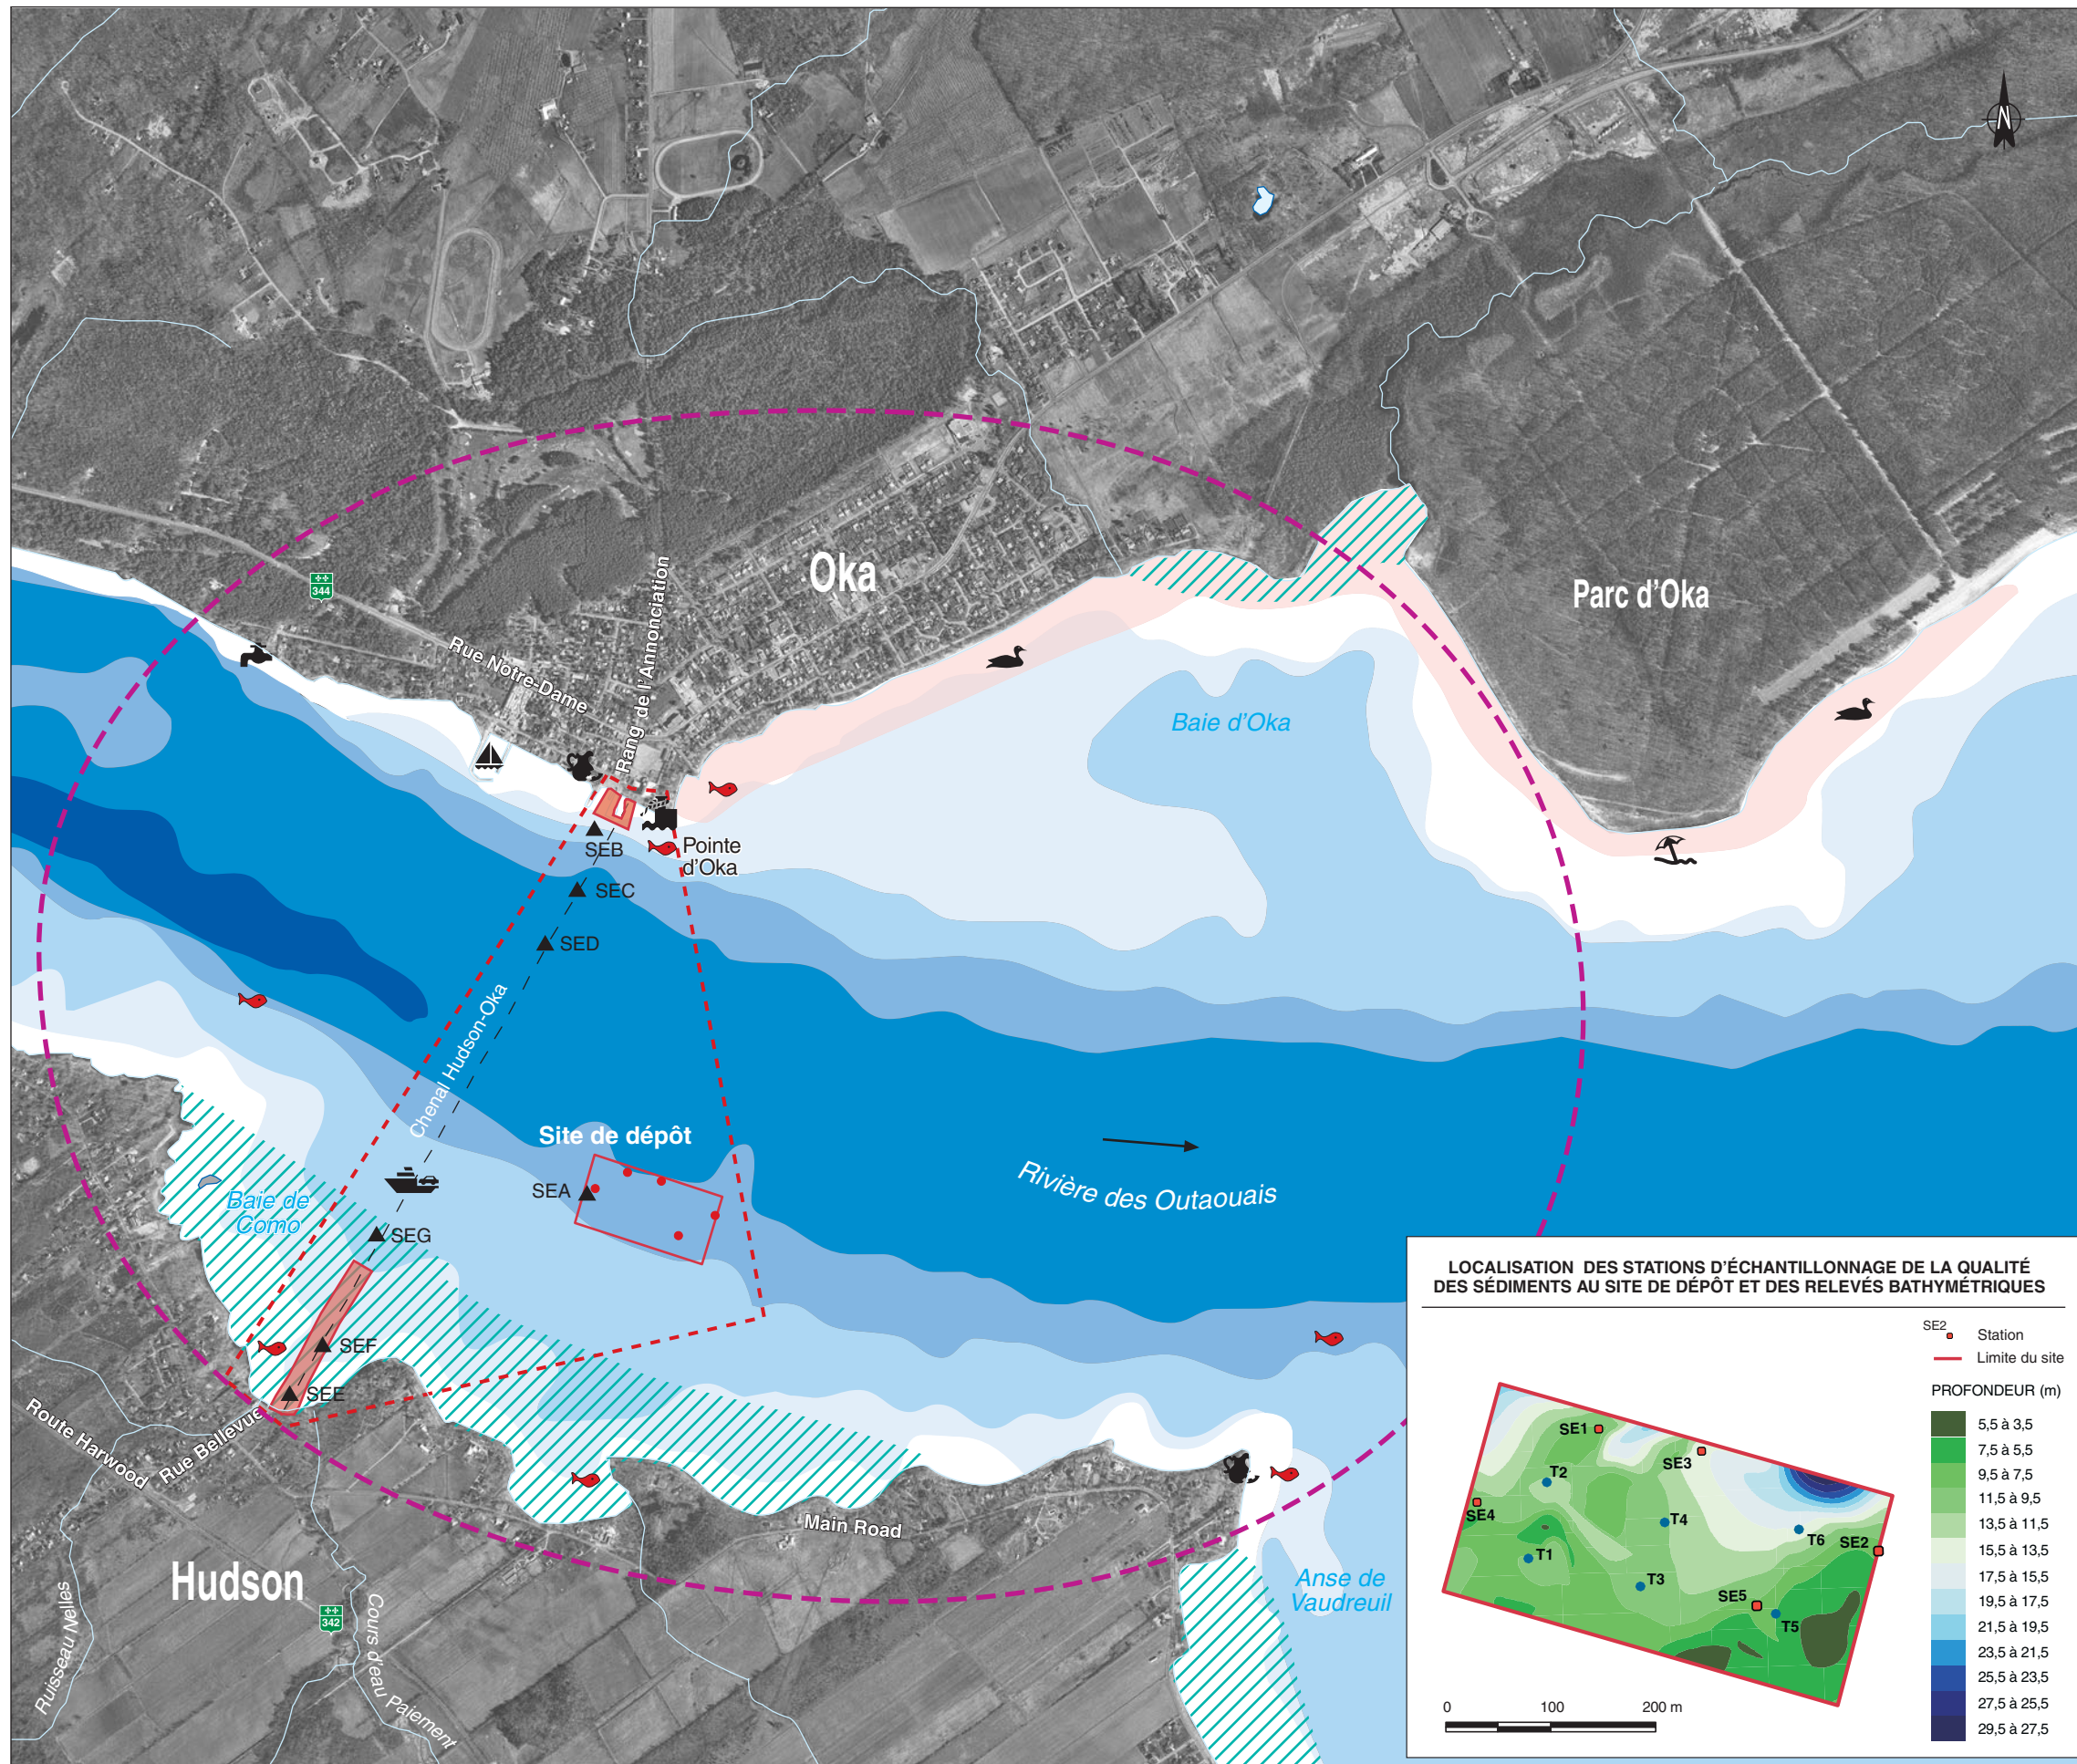 N
344
Rue Notre-Dame
Rang de l'Annonciation
Oka
Parc d'Oka
Baie d'Oka
SEB
Pointe
d'Oka
SEC
SED
Chenal Hudson-Oka
Site de dépôt
SEA
Rivière des Outaouais
Baie de
Como
SEG
SEF
SEE
Route Harwood
Rue Bellevue
Main Road
Hudson
342
Ruisseau Nelles
Cours d'eau Paiement
Anse de
Vaudreuil
LOCALISATION DES STATIONS D'ÉCHANTILLONNAGE DE LA QUALITÉ
DES SÉDIMENTS AU SITE DE DÉPÔT ET DES RELEVÉS BATHYMÉTRIQUES
SE2
Station
Limite du site
PROFONDEUR (m)
5,5 à 3,5
7,5 à 5,5
9,5 à 7,5
11,5 à 9,5
13,5 à 11,5
15,5 à 13,5
17,5 à 15,5
19,5 à 17,5
21,5 à 19,5
23,5 à 21,5
25,5 à 23,5
27,5 à 25,5
29,5 à 27,5
SE1
SE3
T2
SE4
T4
T6
SE2
T1
T3
SE5
T5
0 100 200 m